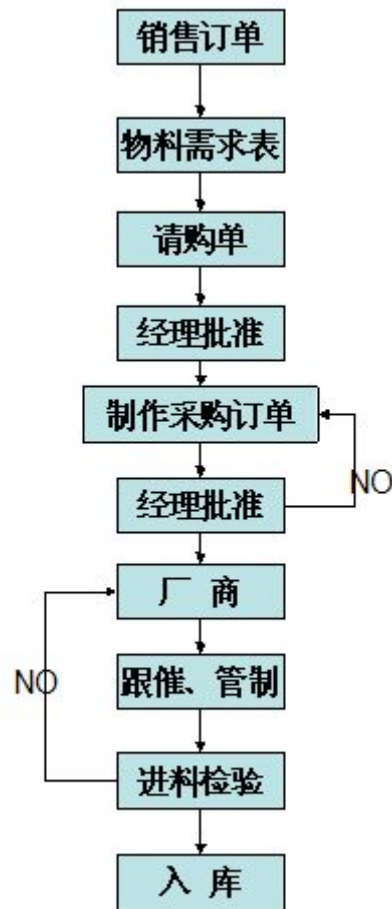 销售订单
物料需求表
请购单
经理批准
制作采购订单
NO
经理批准
厂 商
NO
跟催、管制
进料检验
入 库